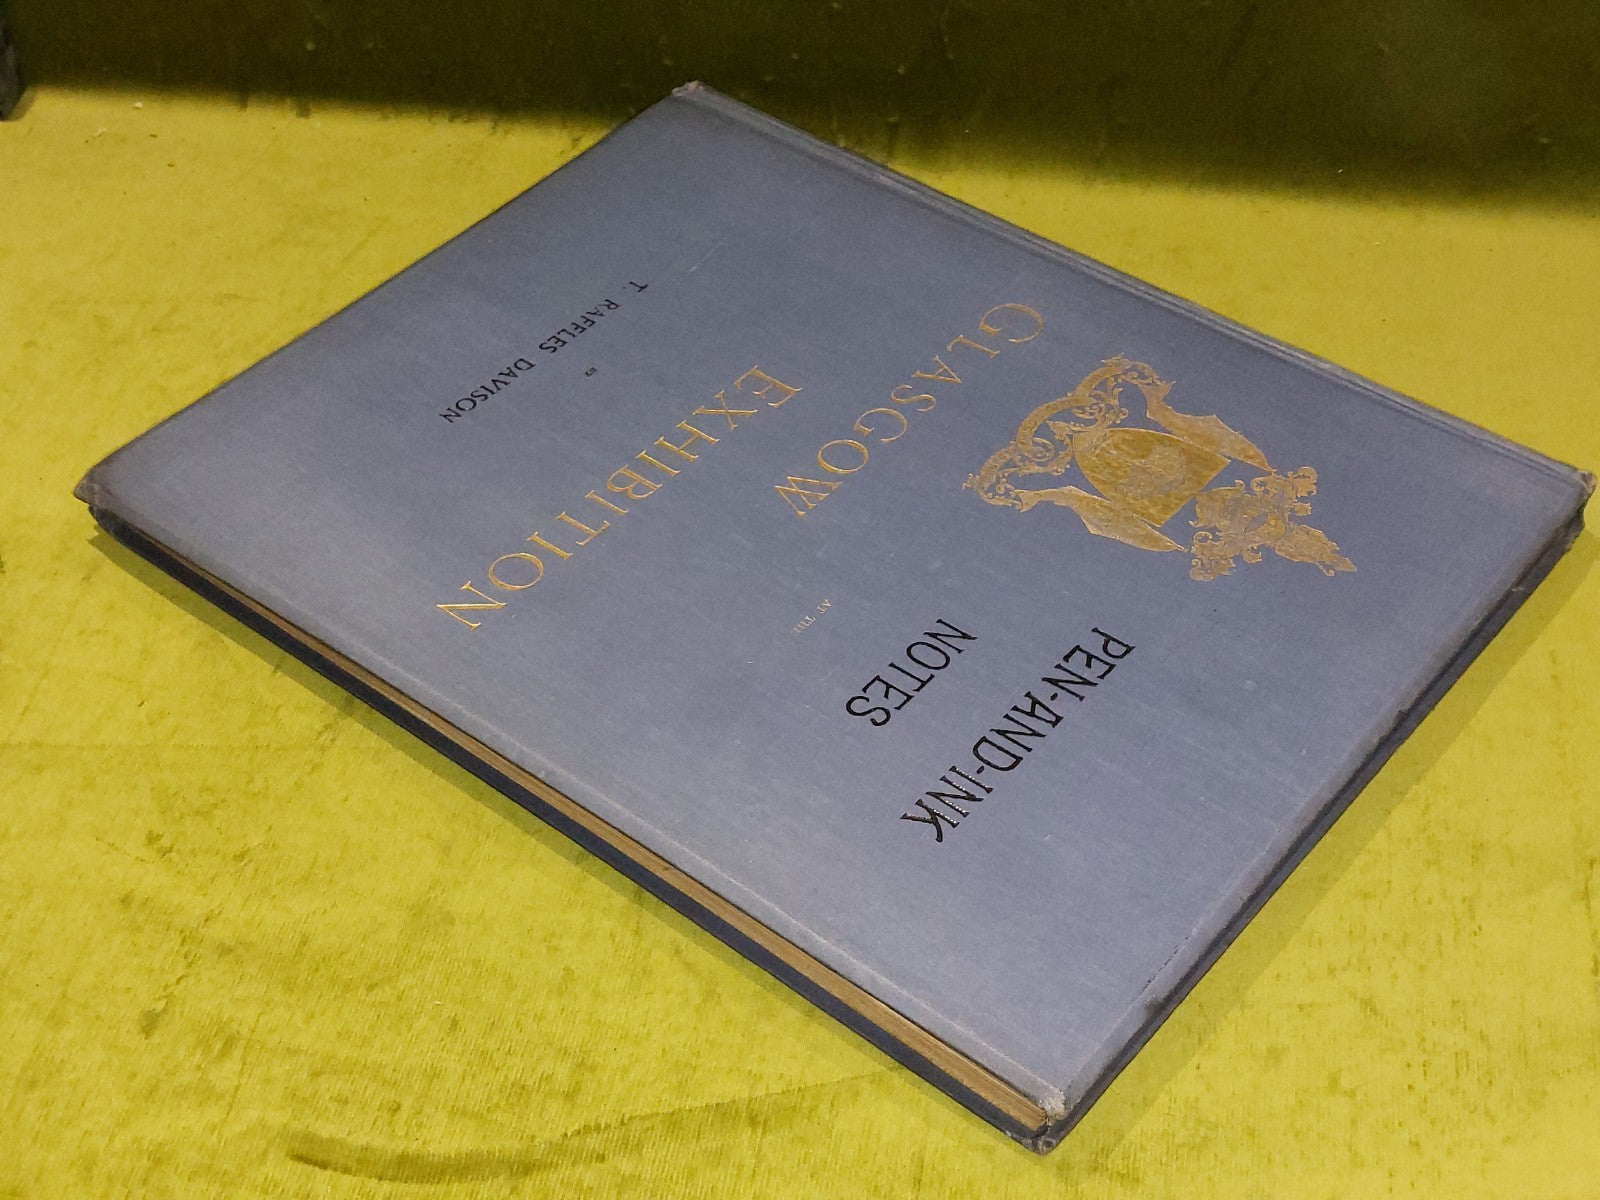 PEN-AND-INK
NOTES
AT THE
GLASGOW
EXHIBITION
BY
T. RAFFLES DAVISON